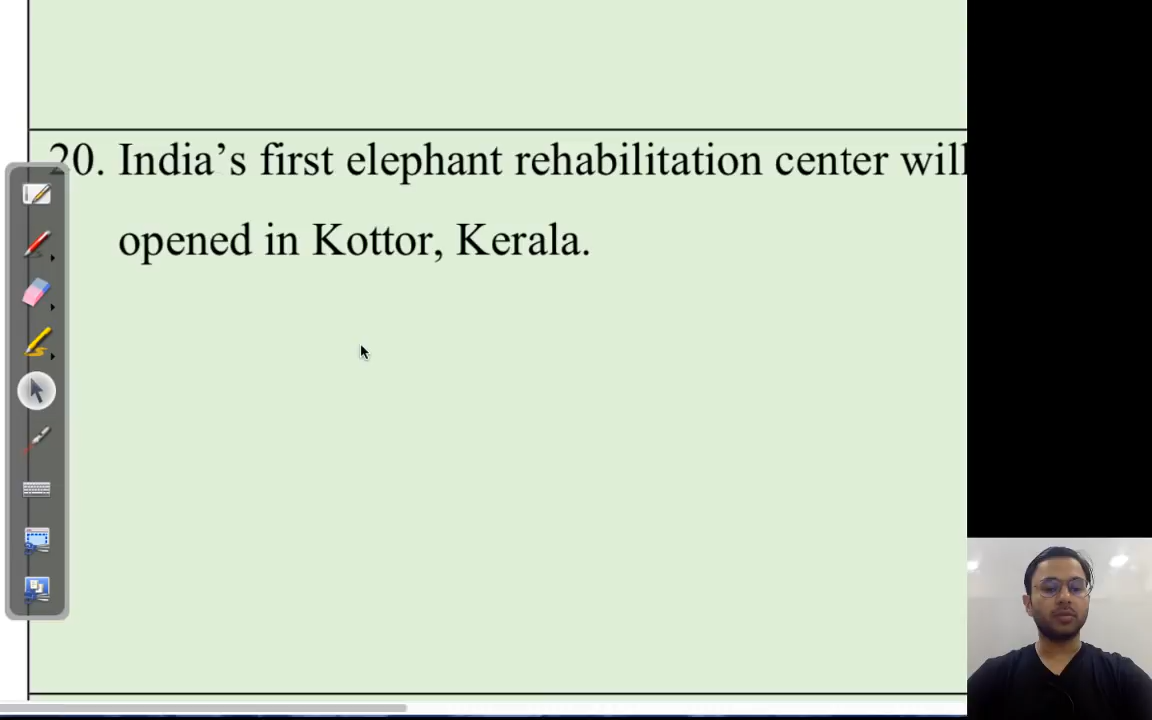 20. India’s first elephant rehabilitation center will
opened in Kottor, Kerala.